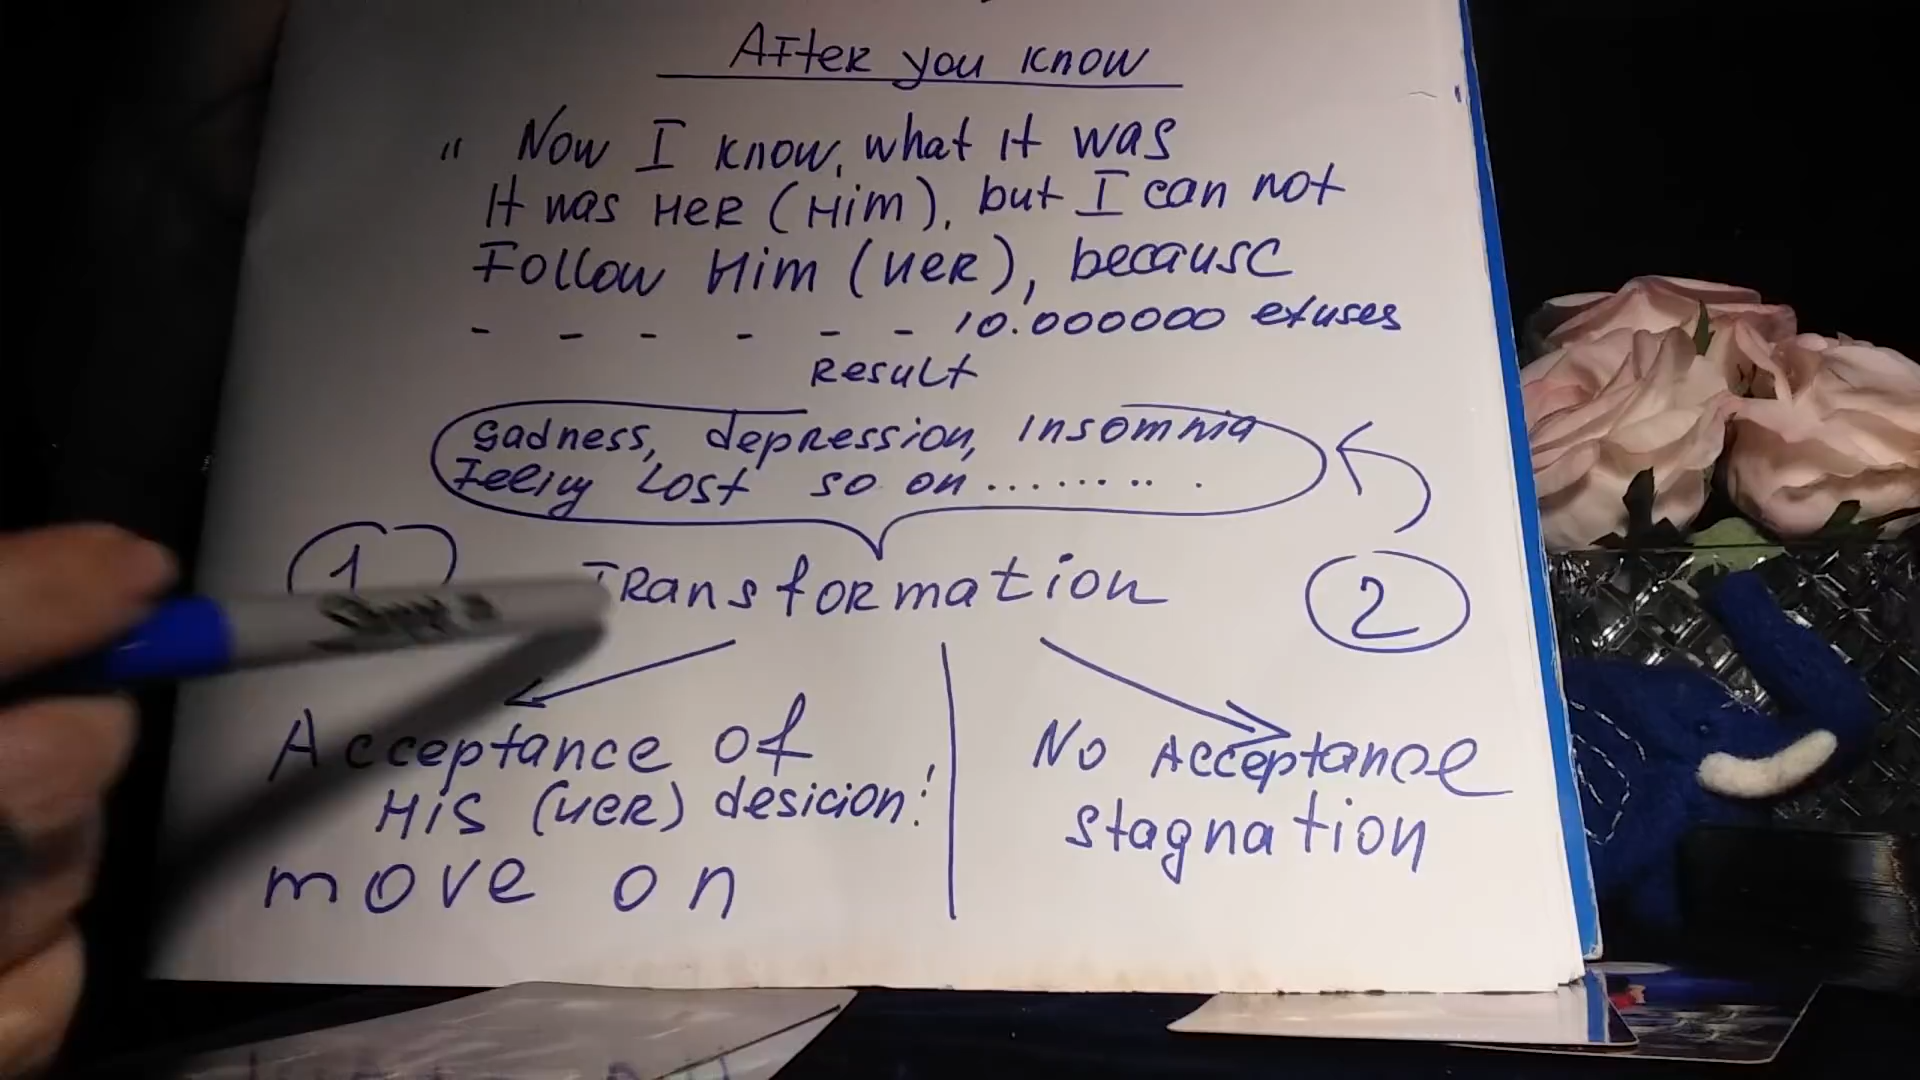 After you know
" Now I know, what it was
It was Her (Him), but I can not
Follow Him (Her), because
- - - - - - 10.000000 exuses
Result
Sadness, depression, insomnia
Feeling Lost so on ..........
1
Transformation
2
Acceptance of
His (Her) desicion!
move on
No Acceptance
stagnation